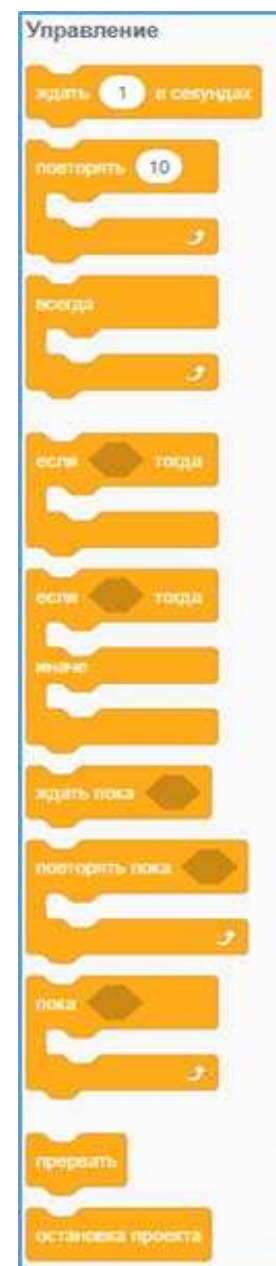 Управление
ждать 1 в секундах
повторять 10
всегда
если тогда
если тогда
иначе
ждать пока
повторять пока
пока
прервать
остановка проекта